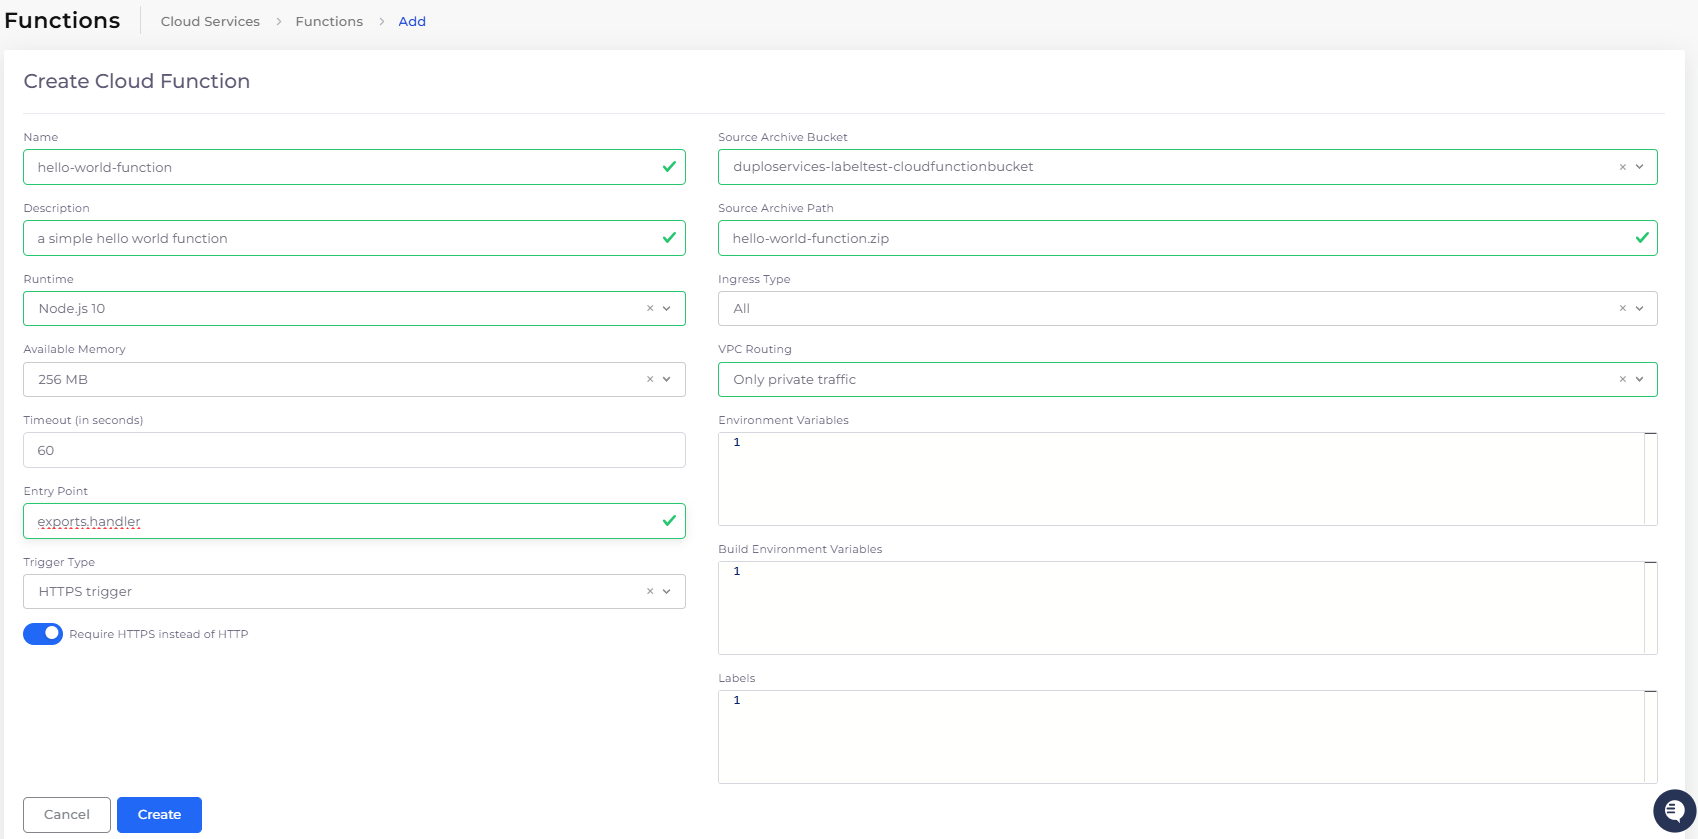 Functions
Cloud Services > Functions > Add
Create Cloud Function
Name
hello-world-function
Description
a simple hello world function
Runtime
Node.js 10
Available Memory
256 MB
Timeout (in seconds)
60
Entry Point
exports.handler
Trigger Type
HTTPS trigger
Require HTTPS instead of HTTP
Source Archive Bucket
duploservices-labeltest-cloudfunctionbucket
Source Archive Path
hello-world-function.zip
Ingress Type
All
VPC Routing
Only private traffic
Environment Variables
1
Build Environment Variables
1
Labels
1
Cancel
Create